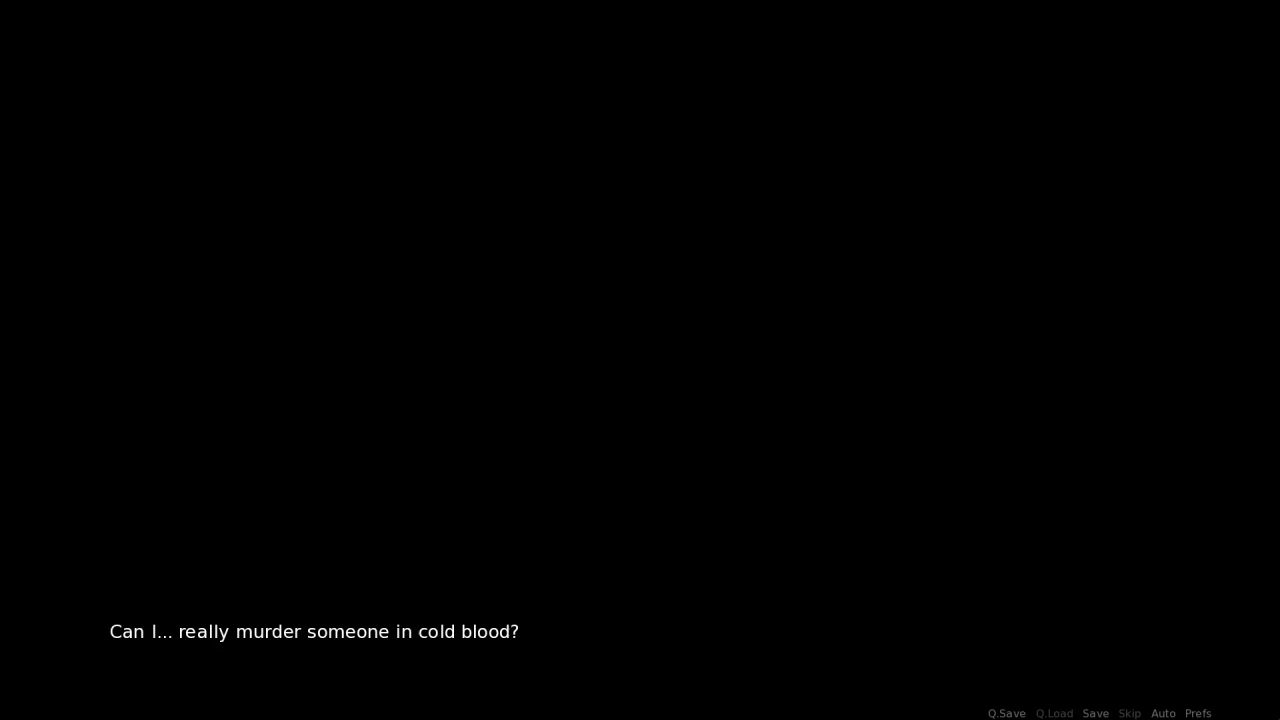 Can I... really murder someone in cold blood?
Q.Save Q.Load Save Skip Auto Prefs